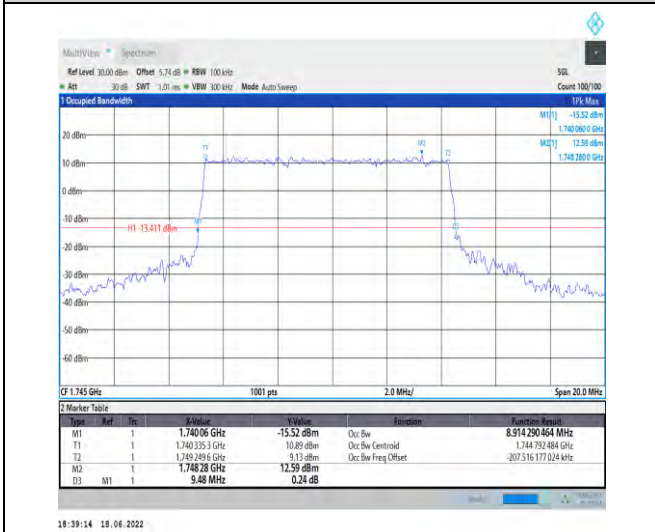 MultiView Spectrum
Ref Level 30.00 dBm Offset 5.74 dB RBW 100 kHz SGL
Att 30 dB SWT 1.01 ms VBW 300 kHz Mode Auto Sweep Count 100/100
1 Occupied Bandwidth 1Pk Max
M1[1] -15.52 dBm
1.740 060 0 GHz
M2[1] 12.59 dBm
1.748 280 0 GHz
20 dBm
T1 M2 T2
10 dBm
0 dBm
-10 dBm
H1 -13.411 dBm M1 D3
-20 dBm
-30 dBm
-40 dBm
-50 dBm
-60 dBm
CF 1.745 GHz 1001 pts 2.0 MHz/ Span 20.0 MHz
2 Marker Table
Type Ref Trc X-Value Y-Value Function Function Result
M1 1 1.740 06 GHz -15.52 dBm Occ Bw 8.914 290 464 MHz
T1 1 1.740 335 3 GHz 10.89 dBm Occ Bw Centroid 1.744 792 484 GHz
T2 1 1.749 249 6 GHz 9.13 dBm Occ Bw Freq Offset -207.516 177 024 kHz
M2 1 1.748 28 GHz 12.59 dBm
D3 M1 1 9.48 MHz 0.24 dB
18:39:14 18.06.2022